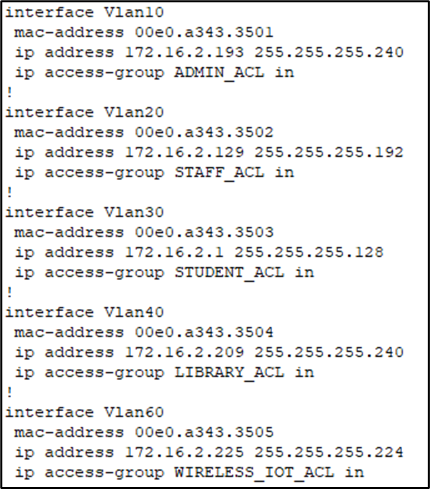 interface Vlan10
mac-address 00e0.a343.3501
ip address 172.16.2.193 255.255.255.240
ip access-group ADMIN_ACL in
!
interface Vlan20
mac-address 00e0.a343.3502
ip address 172.16.2.129 255.255.255.192
ip access-group STAFF_ACL in
!
interface Vlan30
mac-address 00e0.a343.3503
ip address 172.16.2.1 255.255.255.128
ip access-group STUDENT_ACL in
!
interface Vlan40
mac-address 00e0.a343.3504
ip address 172.16.2.209 255.255.255.240
ip access-group LIBRARY_ACL in
!
interface Vlan60
mac-address 00e0.a343.3505
ip address 172.16.2.225 255.255.255.224
ip access-group WIRELESS_IOT_ACL in